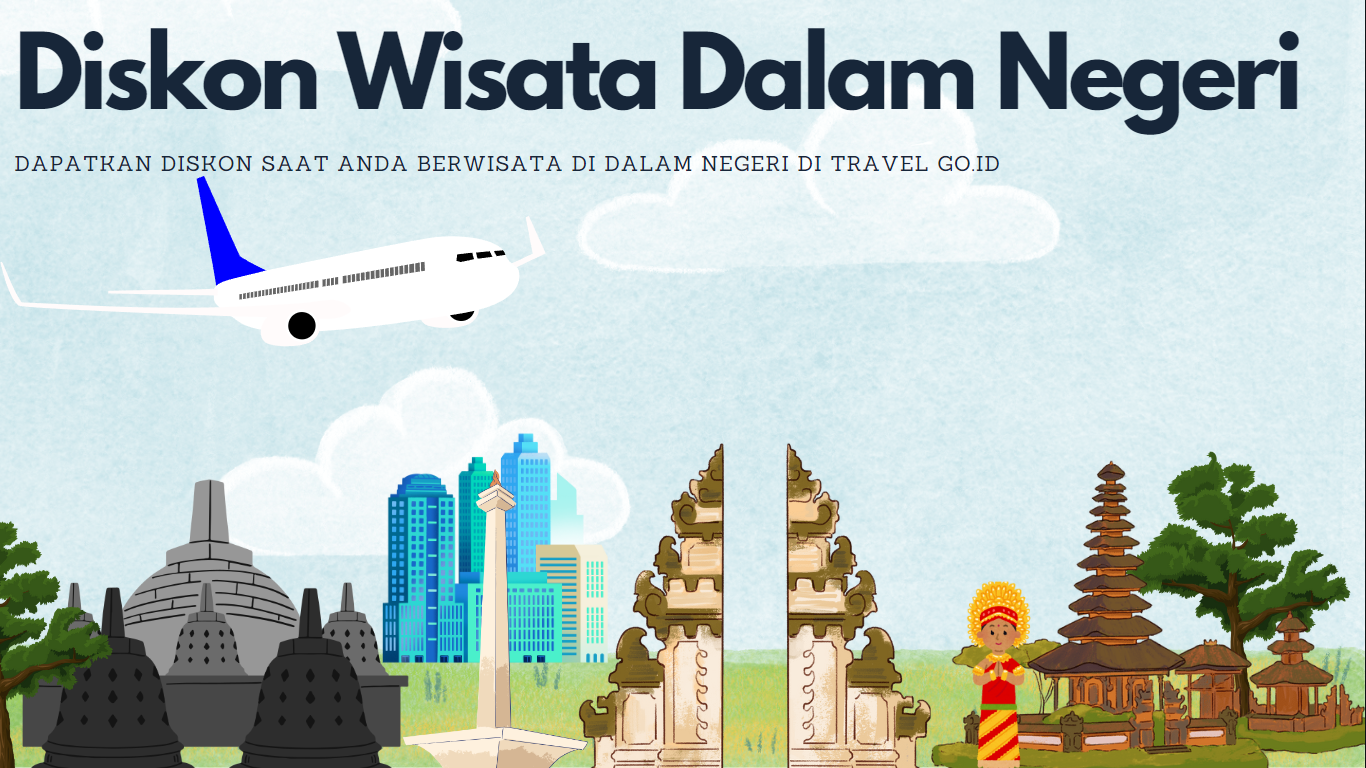 Diskon Wisata Dalam Negeri
DAPATKAN DISKON SAAT ANDA BERWISATA DI DALAM NEGERI DI TRAVEL GO.ID